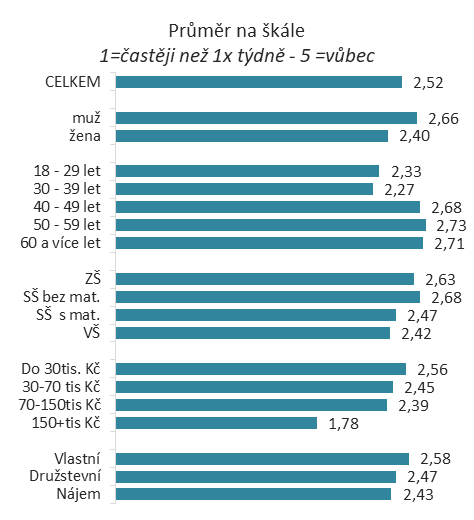 Průměr na škále
1=častěji než 1x týdně - 5 =vůbec
CELKEM 2,52
muž 2,66
žena 2,40
18 - 29 let 2,33
30 - 39 let 2,27
40 - 49 let 2,68
50 - 59 let 2,73
60 a více let 2,71
ZŠ 2,63
SŠ bez mat. 2,68
SŠ s mat. 2,47
VŠ 2,42
Do 30tis. Kč 2,56
30-70 tis Kč 2,45
70-150tis Kč 2,39
150+tis Kč 1,78
Vlastní 2,58
Družstevní 2,47
Nájem 2,43